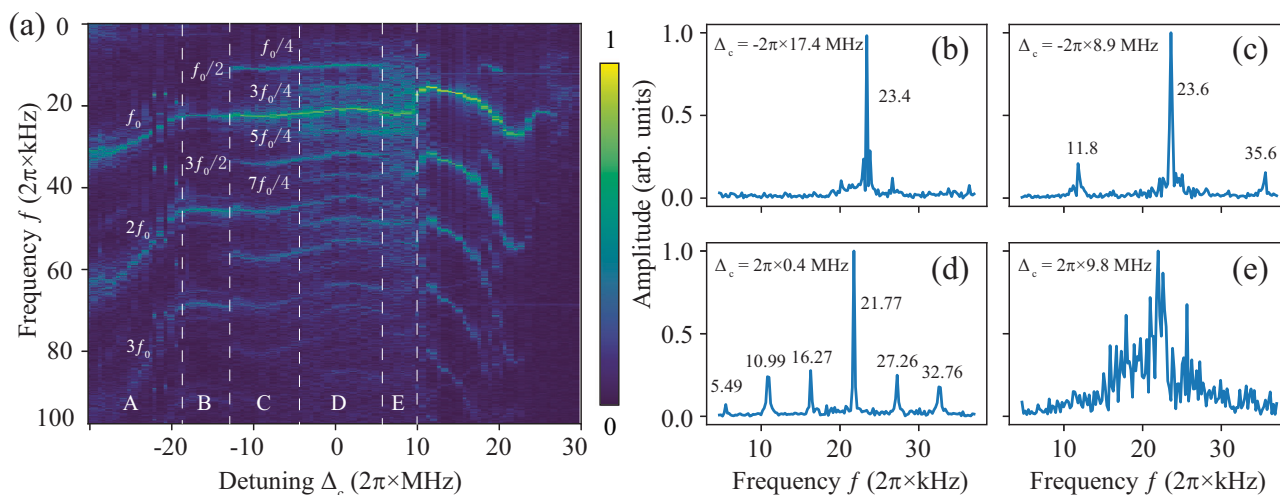 (a)
0
20
40
60
80
100
Frequency f (2π×kHz)
f₀
2f₀
3f₀
f₀/2
3f₀/2
f₀/4
3f₀/4
5f₀/4
7f₀/4
A B C D E
-20 -10 0 10 20 30
Detuning Δc (2π×MHz)
1
0
Amplitude (arb. units)
1.0
0.5
0.0
Δc = -2π×17.4 MHz
(b)
23.4
Δc = -2π×8.9 MHz
(c)
23.6
11.8
35.6
1.0
0.5
0.0
Δc = 2π×0.4 MHz
(d)
21.77
10.99
16.27
27.26
32.76
5.49
10 20 30
Frequency f (2π×kHz)
Δc = 2π×9.8 MHz
(e)
10 20 30
Frequency f (2π×kHz)